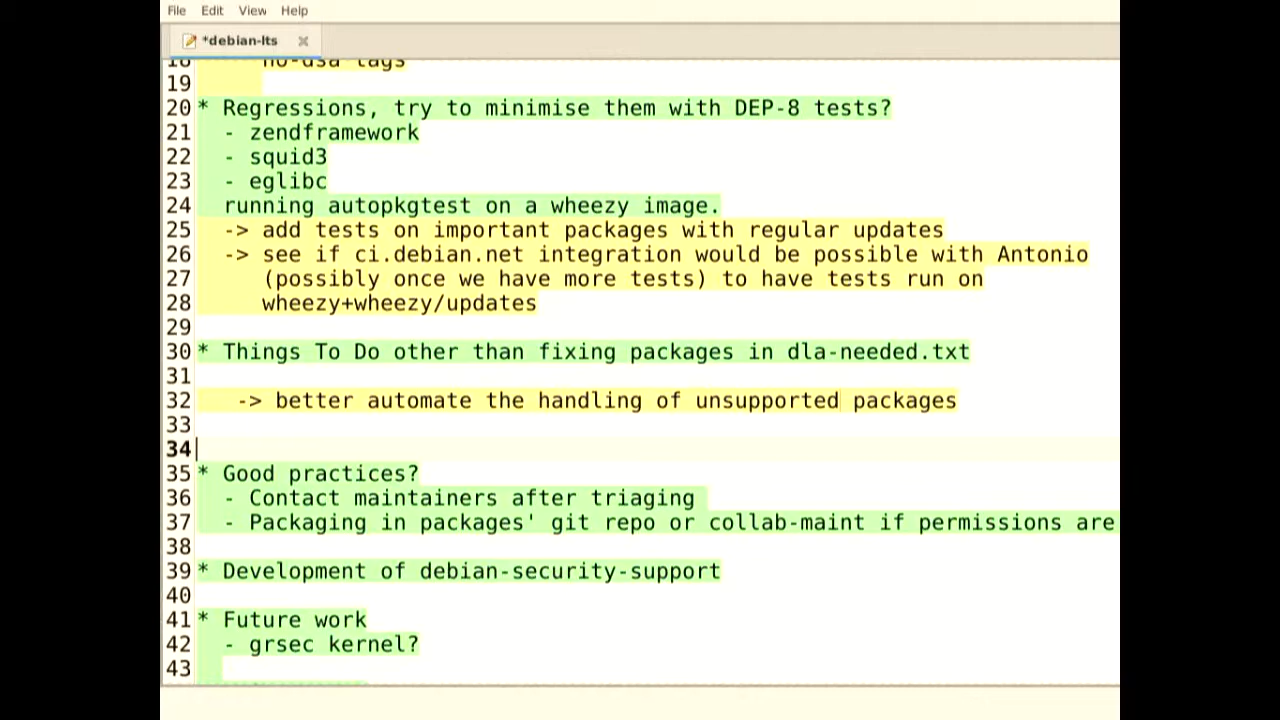 File Edit View Help
*debian-lts
18 no-dsa tags
19
20 * Regressions, try to minimise them with DEP-8 tests?
21 - zendframework
22 - squid3
23 - eglibc
24 running autopkgtest on a wheezy image.
25 -> add tests on important packages with regular updates
26 -> see if ci.debian.net integration would be possible with Antonio
27 (possibly once we have more tests) to have tests run on
28 wheezy+wheezy/updates
29
30 * Things To Do other than fixing packages in dla-needed.txt
31
32 -> better automate the handling of unsupported packages
33
34
35 * Good practices?
36 - Contact maintainers after triaging
37 - Packaging in packages' git repo or collab-maint if permissions are
38
39 * Development of debian-security-support
40
41 * Future work
42 - grsec kernel?
43